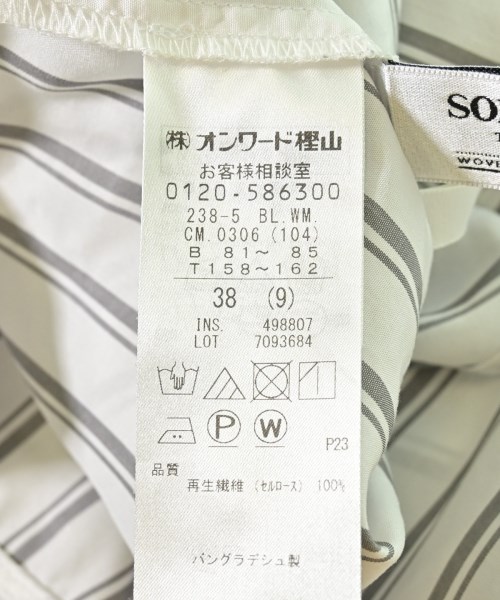 ㈱オンワード樫山
お客様相談室
0120-586300
238-5 BL.WM.
CM.0306 (104)
B 81～ 85
T158～162
38 (9)
INS. 498807
LOT 7093684
P
W
P23
品質
再生繊維（セルロース）100%
バングラデシュ製